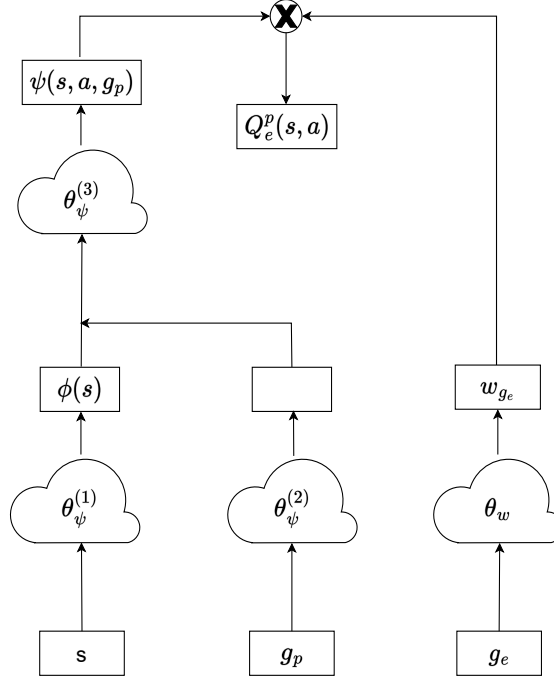 X
ψ(s, a, g_p)
Q_e^p(s, a)
θ_ψ^(3)
ϕ(s)
w_{g_e}
θ_ψ^(1)
θ_ψ^(2)
θ_w
s
g_p
g_e